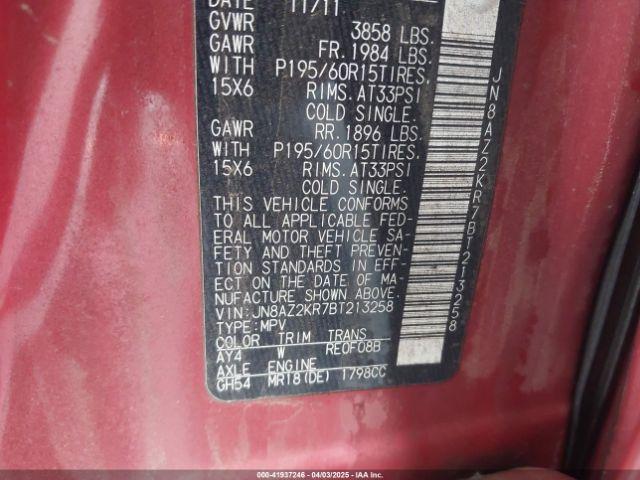 DATE 11/11
GVWR 3858 LBS.
GAWR FR. 1984 LBS.
WITH P195/60R15TIRES.
15X6 RIMS. AT33PSI
COLD SINGLE.
GAWR RR. 1896 LBS.
WITH P195/60R15TIRES.
15X6 RIMS. AT33PSI
COLD SINGLE.
THIS VEHICLE CONFORMS
TO ALL APPLICABLE FED-
ERAL MOTOR VEHICLE SA-
FETY AND THEFT PREVEN-
TION STANDARDS IN EFF-
ECT ON THE DATE OF MA-
NUFACTURE SHOWN ABOVE.
VIN:JN8AZ2KR7BT213258
TYPE:MPV
COLOR TRIM TRANS
AY4 W RE0F08B
AXLE ENGINE
GH54 MR18(DE) 1798CC
JN8AZ2KR7BT213258
000-41937246 - 04/03/2025 - IAAI.COM